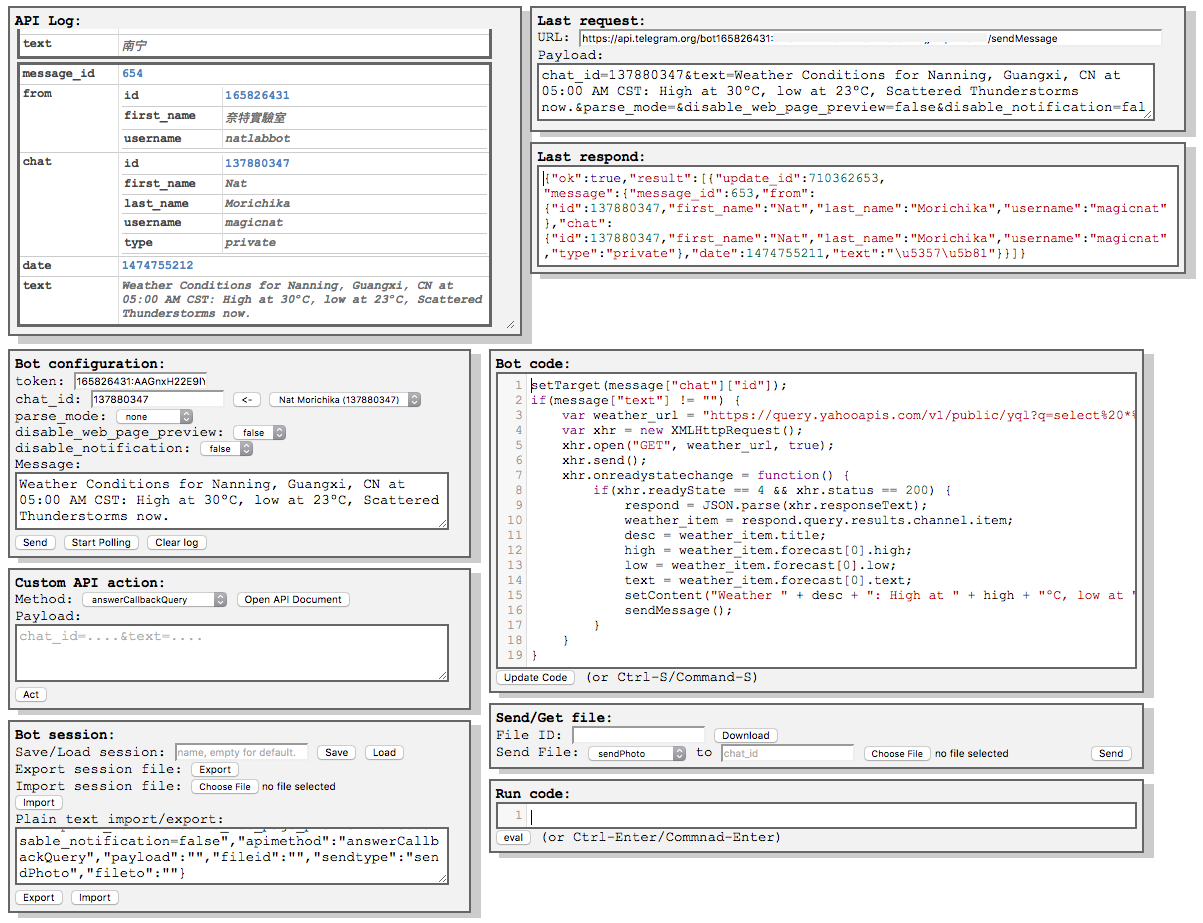 API Log:
text 南宁
message_id 654
from id 165826431
first_name 奈特實驗室
username natlabbot
chat id 137880347
first_name Nat
last_name Morichika
username magicnat
type private
date 1474755212
text Weather Conditions for Nanning, Guangxi, CN at
05:00 AM CST: High at 30°C, low at 23°C, Scattered
Thunderstorms now.
Last request:
URL: https://api.telegram.org/bot165826431: /sendMessage
Payload:
chat_id=137880347&text=Weather Conditions for Nanning, Guangxi, CN at
05:00 AM CST: High at 30°C, low at 23°C, Scattered Thunderstorms
now.&parse_mode=&disable_web_page_preview=false&disable_notification=fal
Last respond:
{"ok":true,"result":[{"update_id":710362653,
"message":{"message_id":653,"from":
{"id":137880347,"first_name":"Nat","last_name":"Morichika","username":"magicnat"
},"chat":
{"id":137880347,"first_name":"Nat","last_name":"Morichika","username":"magicnat"
,"type":"private"},"date":1474755211,"text":"\u5357\u5b81"}}]}
Bot configuration:
token: 165826431:AAGnxH22E9I
chat_id: 137880347 <- Nat Morichika (137880347)
parse_mode: none
disable_web_page_preview: false
disable_notification: false
Message:
Weather Conditions for Nanning, Guangxi, CN at
05:00 AM CST: High at 30°C, low at 23°C, Scattered
Thunderstorms now.
Send Start Polling Clear log
Custom API action:
Method: answerCallbackQuery Open API Document
Payload:
chat_id=....&text=....
Act
Bot session:
Save/Load session: name, empty for default. Save Load
Export session file: Export
Import session file: Choose File no file selected
Import
Plain text import/export:
sable_notification=false","apimethod":"answerCallb
ackQuery","payload":"","fileid":"","sendtype":"sen
dPhoto","fileto":""}
Export Import
Bot code:
1 setTarget(message["chat"]["id"]);
2 if(message["text"] != "") {
3 var weather_url = "https://query.yahooapis.com/v1/public/yql?q=select%20*%
4 var xhr = new XMLHttpRequest();
5 xhr.open("GET", weather_url, true);
6 xhr.send();
7 xhr.onreadystatechange = function() {
8 if(xhr.readyState == 4 && xhr.status == 200) {
9 respond = JSON.parse(xhr.responseText);
10 weather_item = respond.query.results.channel.item;
11 desc = weather_item.title;
12 high = weather_item.forecast[0].high;
13 low = weather_item.forecast[0].low;
14 text = weather_item.forecast[0].text;
15 setContent("Weather " + desc + ": High at " + high + "°C, low at "
16 sendMessage();
17 }
18 }
19 }
Update Code (or Ctrl-S/Command-S)
Send/Get file:
File ID: Download
Send File: sendPhoto to chat_id Choose File no file selected Send
Run code:
1
eval (or Ctrl-Enter/Commnad-Enter)